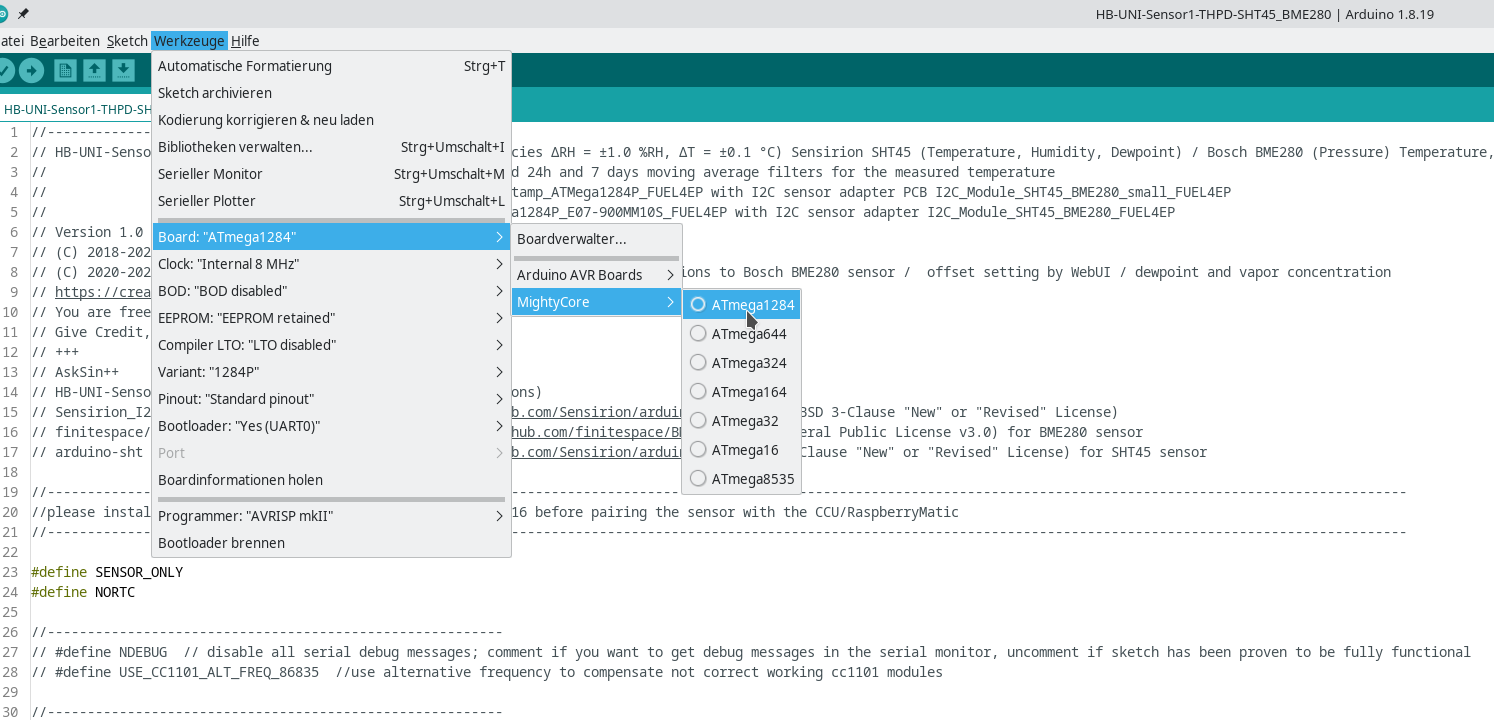 HB-UNI-Sensor1-THPD-SHT45_BME280 | Arduino 1.8.19
atei Bearbeiten Sketch Werkzeuge Hilfe
HB-UNI-Sensor1-THPD-SH
Automatische Formatierung Strg+T
Sketch archivieren
Kodierung korrigieren & neu laden
Bibliotheken verwalten... Strg+Umschalt+I
Serieller Monitor Strg+Umschalt+M
Serieller Plotter Strg+Umschalt+L
Board: "ATmega1284"
Clock: "Internal 8 MHz"
BOD: "BOD disabled"
EEPROM: "EEPROM retained"
Compiler LTO: "LTO disabled"
Variant: "1284P"
Pinout: "Standard pinout"
Bootloader: "Yes (UART0)"
Port
Boardinformationen holen
Programmer: "AVRISP mkII"
Bootloader brennen
Boardverwalter...
Arduino AVR Boards
MightyCore
ATmega1284
ATmega644
ATmega324
ATmega164
ATmega32
ATmega16
ATmega8535
1 //-------------
2 // HB-UNI-Senso cies ΔRH = ±1.0 %RH, ΔT = ±0.1 °C) Sensirion SHT45 (Temperature, Humidity, Dewpoint) / Bosch BME280 (Pressure) Temperature,
3 // d 24h and 7 days moving average filters for the measured temperature
4 // tamp_ATMega1284P_FUEL4EP with I2C sensor adapter PCB I2C_Module_SHT45_BME280_small_FUEL4EP
5 // a1284P_E07-900MM10S_FUEL4EP with I2C sensor adapter I2C_Module_SHT45_BME280_FUEL4EP
6 // Version 1.0
7 // (C) 2018-202
8 // (C) 2020-202 ions to Bosch BME280 sensor /  offset setting by WebUI / dewpoint and vapor concentration
9 // https://crea
10 // You are free
11 // Give Credit,
12 // +++
13 // AskSin++
14 // HB-UNI-Senso ons)
15 // Sensirion_I2 b.com/Sensirion/ardui BSD 3-Clause "New" or "Revised" License)
16 // finitespace/ hub.com/finitespace/B eral Public License v3.0) for BME280 sensor
17 // arduino-sht b.com/Sensirion/ardui Clause "New" or "Revised" License) for SHT45 sensor
18
19 //----------------------------------------------------------------------------------------------------------------------------------------------------------------------------
20 //please instal 16 before pairing the sensor with the CCU/RaspberryMatic
21 //----------------------------------------------------------------------------------------------------------------------------------------------------------------------------
22
23 #define SENSOR_ONLY
24 #define NORTC
25
26 //---------------------------------------------------------
27 // #define NDEBUG  // disable all serial debug messages; comment if you want to get debug messages in the serial monitor, uncomment if sketch has been proven to be fully functional
28 // #define USE_CC1101_ALT_FREQ_86835  //use alternative frequency to compensate not correct working cc1101 modules
29
30 //---------------------------------------------------------